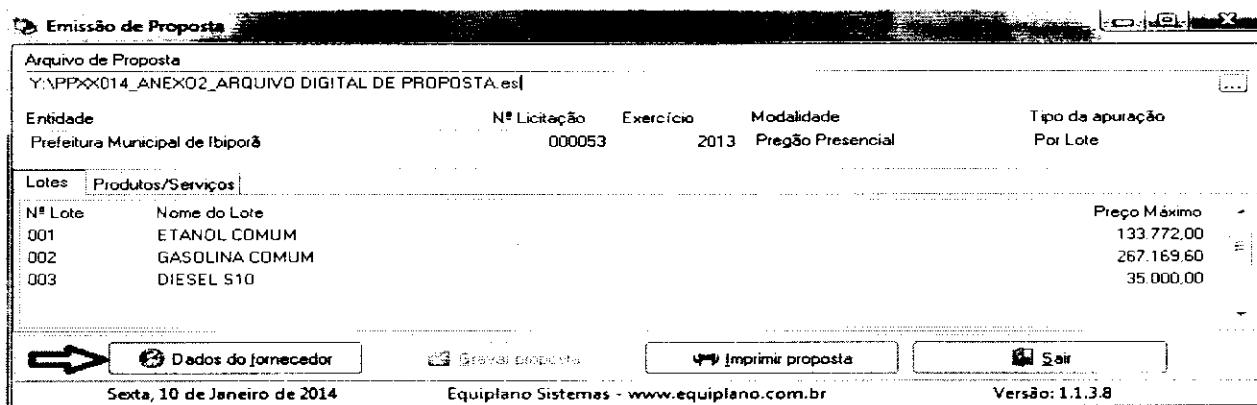 Emissão de Proposta
Arquivo de Proposta
Y:\PPXX014_ANEXO2_ARQUIVO DIGITAL DE PROPOSTA.esl
...
Entidade Nº Licitação Exercício Modalidade Tipo da apuração
Prefeitura Municipal de Ibiporã 000053 2013 Pregão Presencial Por Lote
Lotes Produtos/Serviços
Nº Lote Nome do Lote Preço Máximo
001 ETANOL COMUM 133.772,00
002 GASOLINA COMUM 267.169,60
003 DIESEL S10 35.000,00
Dados do fornecedor Gravar proposta Imprimir proposta Sair
Sexta, 10 de Janeiro de 2014 Equiplano Sistemas - www.equiplano.com.br Versão: 1.1.3.8